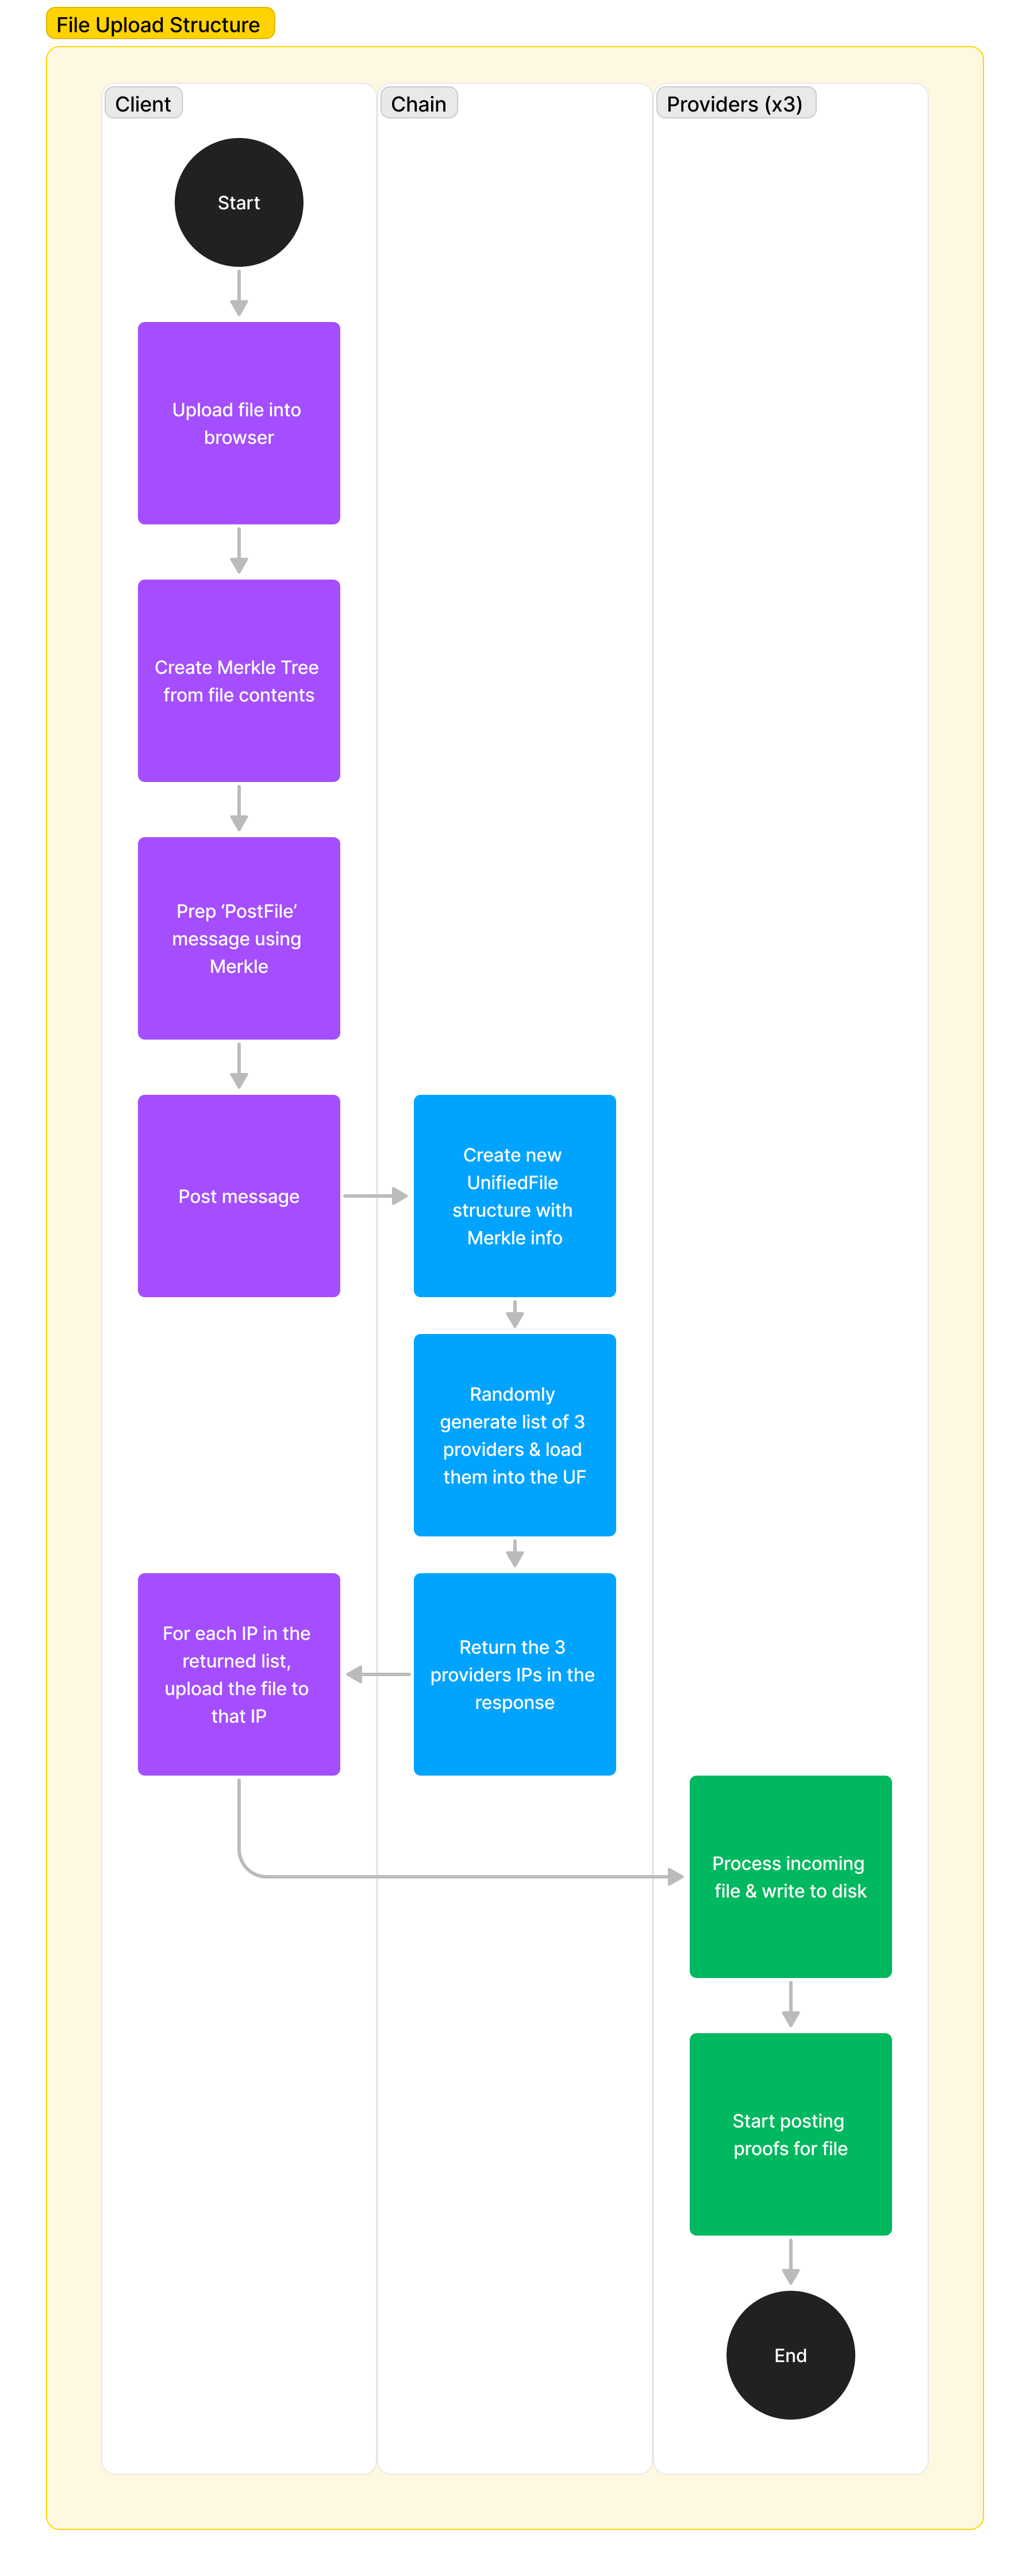 File Upload Structure
Client
Chain
Providers (x3)
Start
Upload file into
browser
Create Merkle Tree
from file contents
Prep ‘PostFile’
message using
Merkle
Post message
Create new
UnifiedFile
structure with
Merkle info
Randomly
generate list of 3
providers & load
them into the UF
Return the 3
providers IPs in the
response
For each IP in the
returned list,
upload the file to
that IP
Process incoming
file & write to disk
Start posting
proofs for file
End